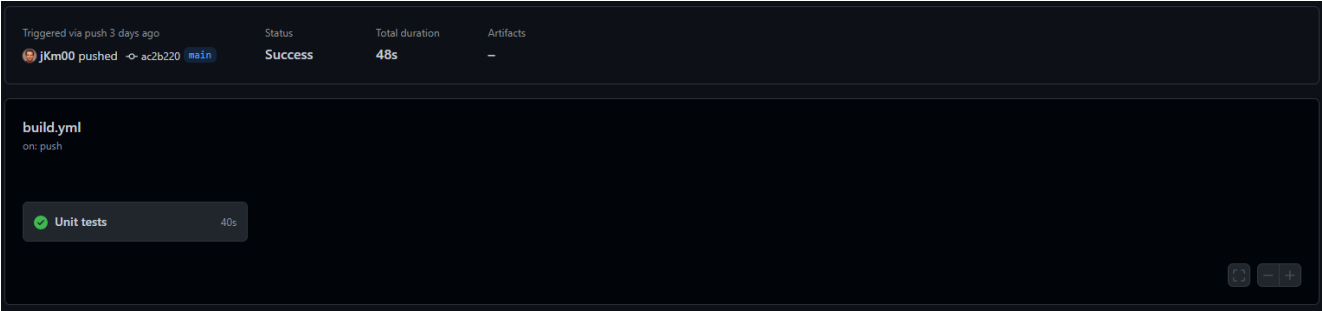 Triggered via push 3 days ago
jKm00 pushed ac2b220 main
Status
Success
Total duration
48s
Artifacts
–
build.yml
on: push
Unit tests 40s